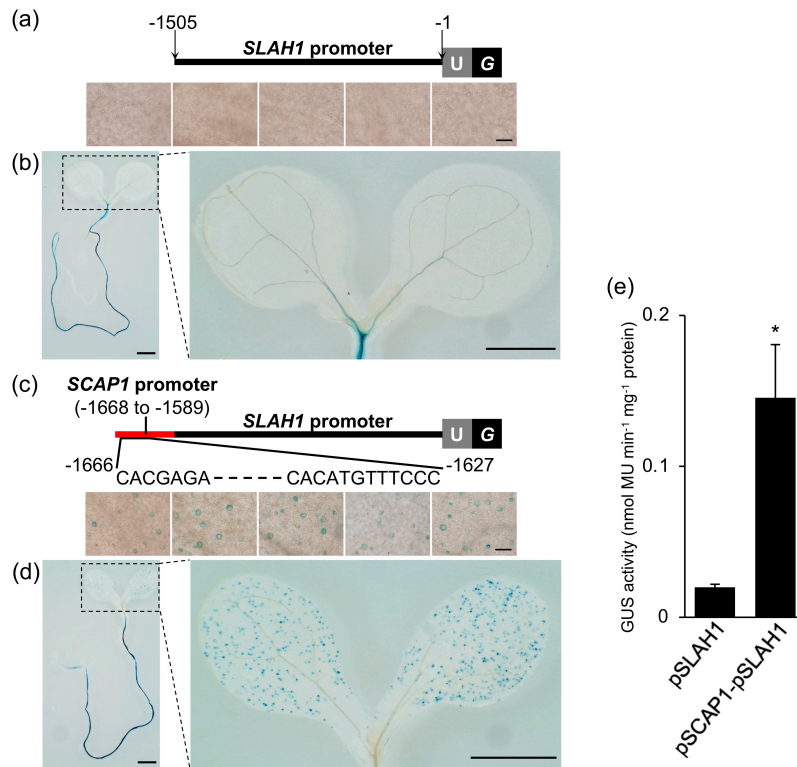 (a)
-1505
-1
SLAH1 promoter
U G
(b)
(c)
SCAP1 promoter
(-1668 to -1589)
SLAH1 promoter
U G
-1666
-1627
CACGAGA – – – – – CACATGTTTCCC
(d)
(e)
GUS activity (nmol MU min-1 mg-1 protein)
0.2
*
0.1
0
pSLAH1
pSCAP1-pSLAH1